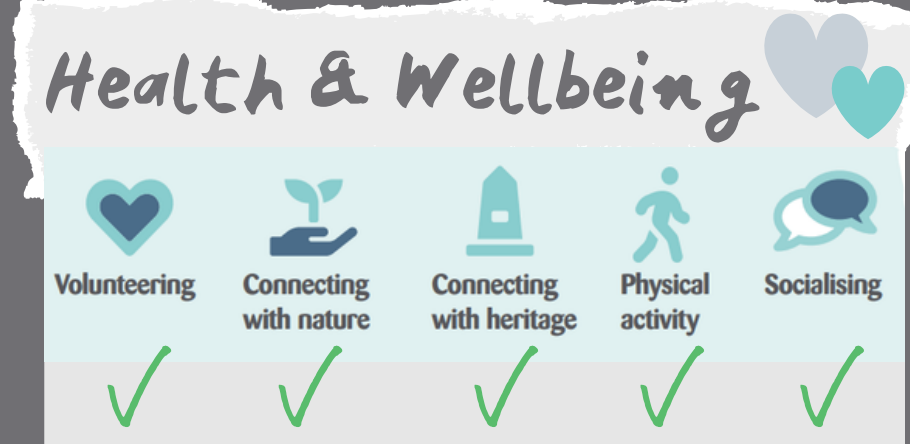 Health & Wellbeing
Volunteering
Connecting
with nature
Connecting
with heritage
Physical
activity
Socialising